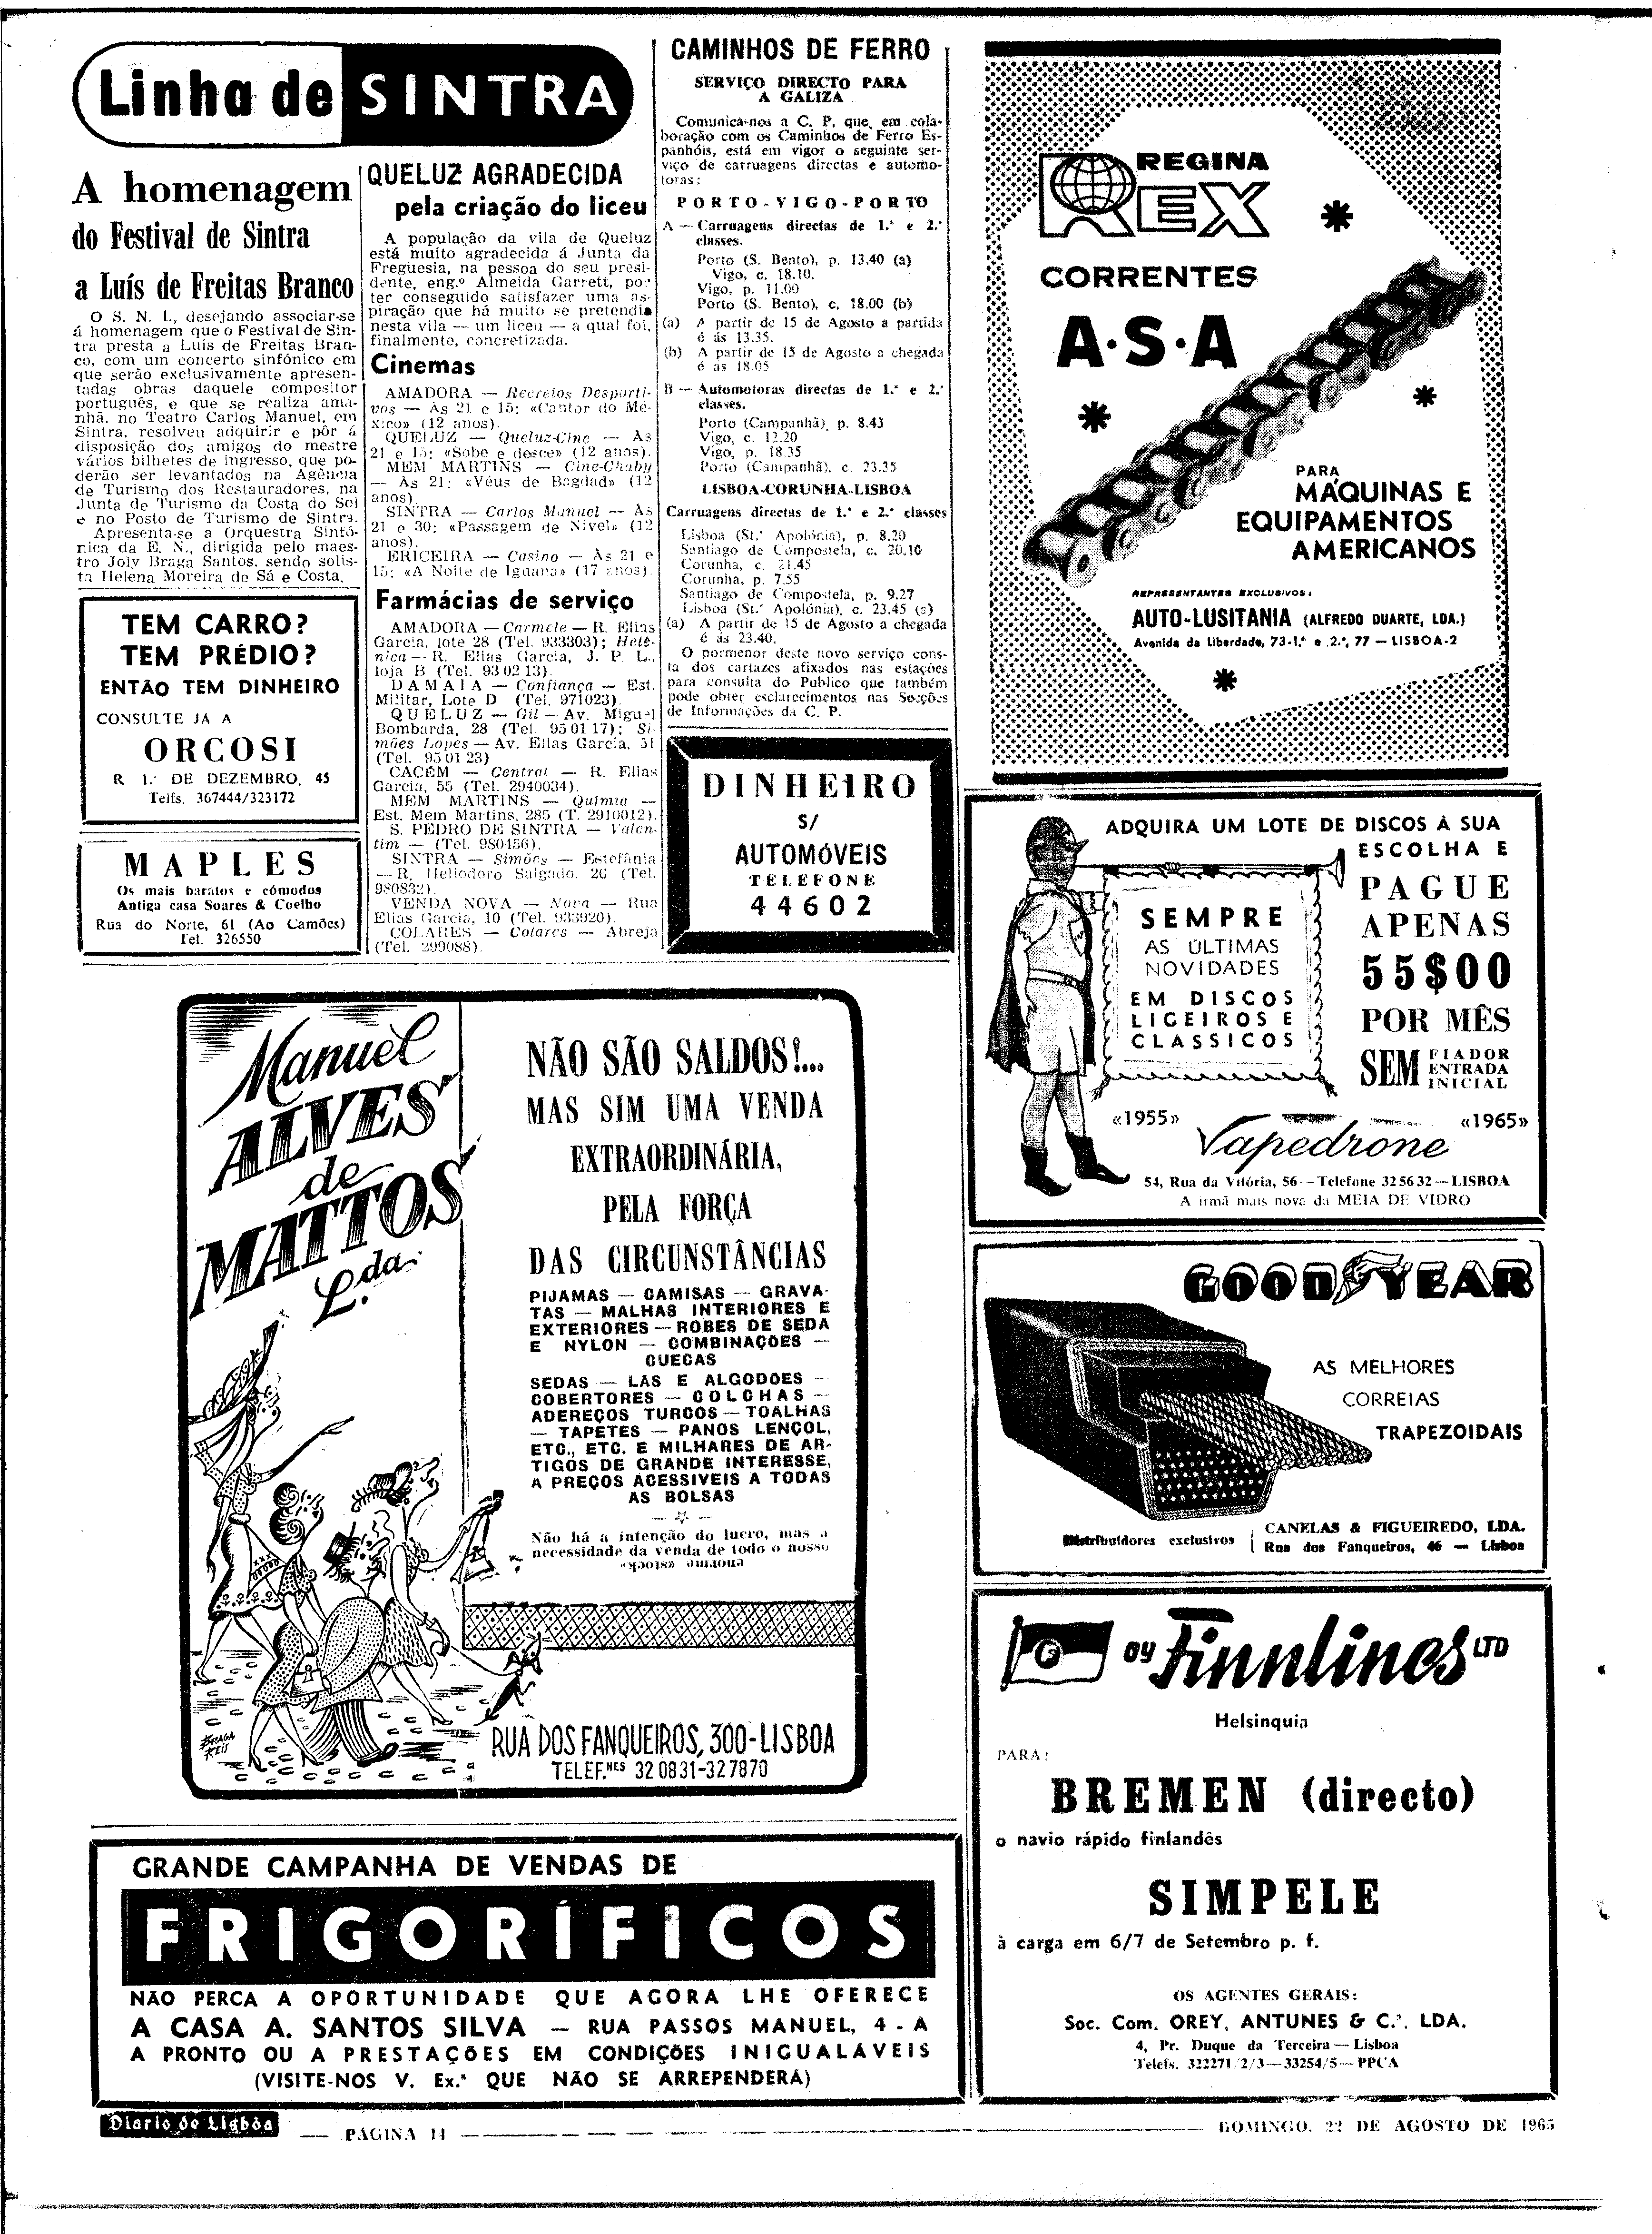 Linha de SINTRA
A homenagem
do Festival de Sintra
a Luís de Freitas Branco
O S. N. I., desejando associar-se
á homenagem que o Festival de Sin-
tra presta a Luis de Freitas Bran-
co, com um concerto sinfónico em
que serão exclusivamente apresen-
tadas obras daquele compositor
português, e que se realiza ama-
nhã, no Teatro Carlos Manuel, em
Sintra, resolveu adquirir e pôr á
disposição dos amigos do mestre
vários bilhetes de ingresso, que po-
derão ser levantados na Agência
de Turismo dos Restauradores, na
Junta de Turismo da Costa do Sol
e no Posto de Turismo de Sintra.
Apresenta-se a Orquestra Sinfó-
nica da E. N., dirigida pelo maes-
tro Joly Braga Santos, sendo solis-
ta Helena Moreira de Sá e Costa.
TEM CARRO?
TEM PRÉDIO?
ENTÃO TEM DINHEIRO
CONSULTE JÁ A
ORCOSI
R 1.º DE DEZEMBRO, 45
Telfs. 367444/323172
MAPLES
Os mais baratos e cómodos
Antiga casa Soares & Coelho
Rua do Norte, 61 (Ao Camões)
Tel. 326550
QUELUZ AGRADECIDA
pela criação do liceu
A população da vila de Queluz
está muito agradecida á Junta da
Freguesia, na pessoa do seu presi-
dente, eng.º Almeida Garrett, por
ter conseguido satisfazer uma as-
piração que há muito se pretendia
nesta vila — um liceu — a qual foi,
finalmente, concretizada.
Cinemas
AMADORA — Recreios Desporti-
vos — Às 21 e 15: «Cantor do Mé-
xico» (12 anos).
QUELUZ — Queluz-Cine — Às
21 e 15: «Sobe e desce» (12 anos).
MEM MARTINS — Cine-Chaby
— Às 21: «Véus de Bagdad» (12
anos).
SINTRA — Carlos Manuel — Às
21 e 30: «Passagem de Nível» (12
anos).
ERICEIRA — Casino — Às 21 e
15: «A Noite de Iguana» (17 anos).
Farmácias de serviço
AMADORA — Carmele — R. Elias
Garcia, lote 28 (Tel. 933303); Helé-
nica — R. Elias Garcia, J. P. L.,
loja B (Tel. 93 02 13).
DAMAIA — Confiança — Est.
Militar, Lote D (Tel. 971023).
QUELUZ — Gil — Av. Miguel
Bombarda, 28 (Tel. 95 01 17); Si-
mões Lopes — Av. Elias Garcia, 51
(Tel. 95 01 23)
CACÉM — Central — R. Elias
Garcia, 55 (Tel. 2940034).
MEM MARTINS — Química —
Est. Mem Martins, 285 (T. 2910012).
S. PEDRO DE SINTRA — Valen-
tim — (Tel. 980456).
SINTRA — Simões — Estefânia
— R. Heliodoro Salgado, 26 (Tel.
980832).
VENDA NOVA — Nova — Rua
Elias Garcia, 10 (Tel. 933920).
COLARES — Colares — Abreja
(Tel. 299088).
CAMINHOS DE FERRO
SERVIÇO DIRECTO PARA
A GALIZA
Comunica-nos a C. P. que, em cola-
boração com os Caminhos de Ferro Es-
panhóis, está em vigor o seguinte ser-
viço de carruagens directas e automo-
toras:
PORTO-VIGO-PORTO
A — Carruagens directas de 1.ª e 2.ª
classes.
Porto (S. Bento), p. 13.40 (a)
Vigo, c. 18.10.
Vigo, p. 11.00
Porto (S. Bento), c. 18.00 (b)
(a) A partir de 15 de Agosto a partida
é ás 13.35.
(b) A partir de 15 de Agosto a chegada
é ás 18.05.
B — Automotoras directas de 1.ª e 2.ª
classes.
Porto (Campanhã), p. 8.43
Vigo, c. 12.20
Vigo, p. 18.35
Porto (Campanhã), c. 23.35
LISBOA-CORUNHA-LISBOA
Carruagens directas de 1.ª e 2.ª classes
Lisboa (St.ª Apolónia), p. 8.20
Santiago de Compostela, c. 20.10
Corunha, c. 21.45
Corunha, p. 7.55
Santiago de Compostela, p. 9.27
Lisboa (St.ª Apolónia), c. 23.45 (a)
(a) A partir de 15 de Agosto a chegada
é ás 23.40.
O pormenor deste novo serviço cons-
ta dos cartazes afixados nas estações
para consulta do Publico que também
pode obter esclarecimentos nas Secções
de Informações da C. P.
DINHEIRO
S/
AUTOMÓVEIS
TELEFONE
44602
REGINA
REX
CORRENTES
A·S·A
PARA
MÁQUINAS E
EQUIPAMENTOS
AMERICANOS
REPRESENTANTES EXCLUSIVOS:
AUTO-LUSITANIA (ALFREDO DUARTE, LDA.)
Avenida da Liberdade, 73-1.º e 2.º, 77 — LISBOA-2
ADQUIRA UM LOTE DE DISCOS À SUA
ESCOLHA E
PAGUE
APENAS
55$00
POR MÊS
SEM FIADOR
ENTRADA
INICIAL
SEMPRE
AS ÚLTIMAS
NOVIDADES
EM DISCOS
LIGEIROS E
CLASSICOS
«1955» Vapedrone «1965»
54, Rua da Vitória, 56 — Telefone 32 56 32 — LISBOA
A irmã mais nova da MEIA DE VIDRO
GOODYEAR
AS MELHORES
CORREIAS
TRAPEZOIDAIS
Distribuidores exclusivos
CANELAS & FIGUEIREDO, LDA.
Rua dos Fanqueiros, 46 — Lisboa
OY Finnlines LTD
Helsinquia
PARA:
BREMEN (directo)
o navio rápido finlandês
SIMPELE
à carga em 6/7 de Setembro p. f.
OS AGENTES GERAIS:
Soc. Com. OREY, ANTUNES & C.ª, LDA.
4, Pr. Duque da Terceira — Lisboa
Telefs. 322271/2/3—33254/5—PPCA
Manuel
ALVES
de
MATTOS
L.da
BRAGA
REIS
NÃO SÃO SALDOS!...
MAS SIM UMA VENDA
EXTRAORDINÁRIA,
PELA FORÇA
DAS CIRCUNSTÂNCIAS
PIJAMAS — CAMISAS — GRAVA-
TAS — MALHAS INTERIORES E
EXTERIORES — ROBES DE SEDA
E NYLON — COMBINAÇÕES —
CUECAS
SEDAS — LÃS E ALGODÕES —
COBERTORES — COLCHAS —
ADEREÇOS TURCOS — TOALHAS
— TAPETES — PANOS LENÇOL,
ETC., ETC. E MILHARES DE AR-
TIGOS DE GRANDE INTERESSE,
A PREÇOS ACESSIVEIS A TODAS
AS BOLSAS
Não há a intenção do lucro, mas a
necessidade da venda de todo o nosso
enorme «stock»
RUA DOS FANQUEIROS, 300-LISBOA
TELEF.NES 32 0831-32 7870
GRANDE CAMPANHA DE VENDAS DE
FRIGORÍFICOS
NÃO PERCA A OPORTUNIDADE QUE AGORA LHE OFERECE
A CASA A. SANTOS SILVA — RUA PASSOS MANUEL, 4-A
A PRONTO OU A PRESTAÇÕES EM CONDIÇÕES INIGUALÁVEIS
(VISITE-NOS V. Ex.ª QUE NÃO SE ARREPENDERÁ)
Diario de Lisbôa — PÁGINA 14 — DOMINGO, 22 DE AGOSTO DE 1965